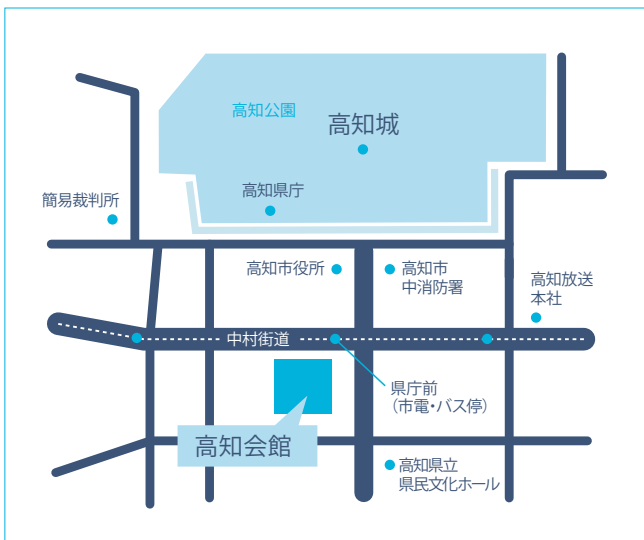 高知公園
高知城
高知県庁
簡易裁判所
高知市役所
高知市
中消防署
高知放送
本社
中村街道
県庁前
（市電・バス停）
高知会館
高知県立
県民文化ホール